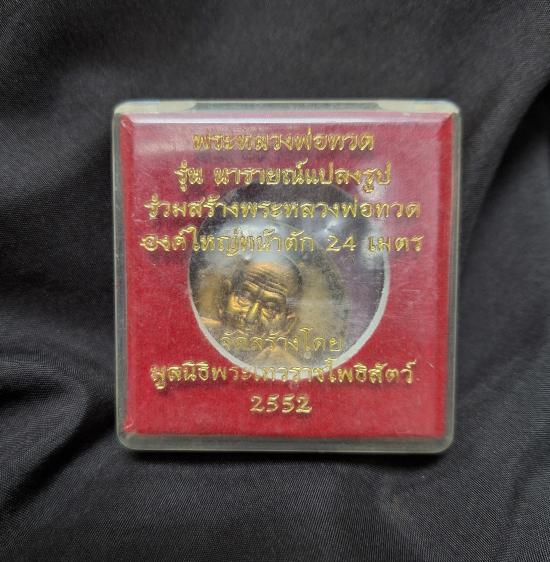 พระหลวงพ่อทวด
รุ่น นารายณ์แปลงรูป
ร่วมสร้างพระหลวงพ่อทวด
องค์ใหญ่หน้าตัก 24 เมตร
จัดสร้างโดย
มูลนิธิพระเทวราชโพธิสัตว์
2552